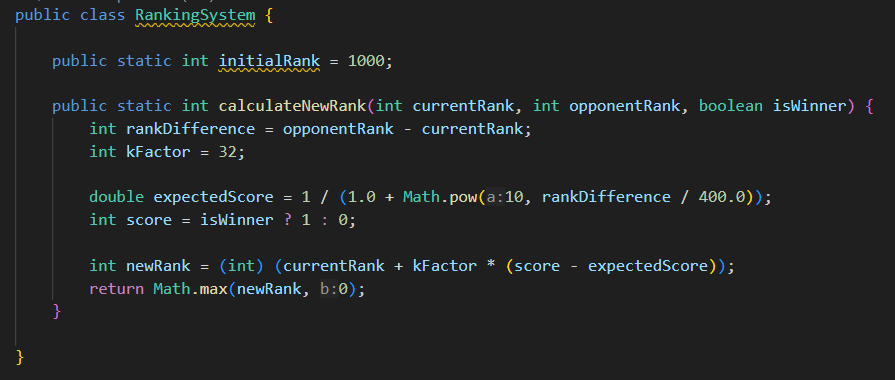 public class RankingSystem {
public static int initialRank = 1000;
public static int calculateNewRank(int currentRank, int opponentRank, boolean isWinner) {
int rankDifference = opponentRank - currentRank;
int kFactor = 32;
double expectedScore = 1 / (1.0 + Math.pow(a:10, rankDifference / 400.0));
int score = isWinner ? 1 : 0;
int newRank = (int) (currentRank + kFactor * (score - expectedScore));
return Math.max(newRank, b:0);
}
}